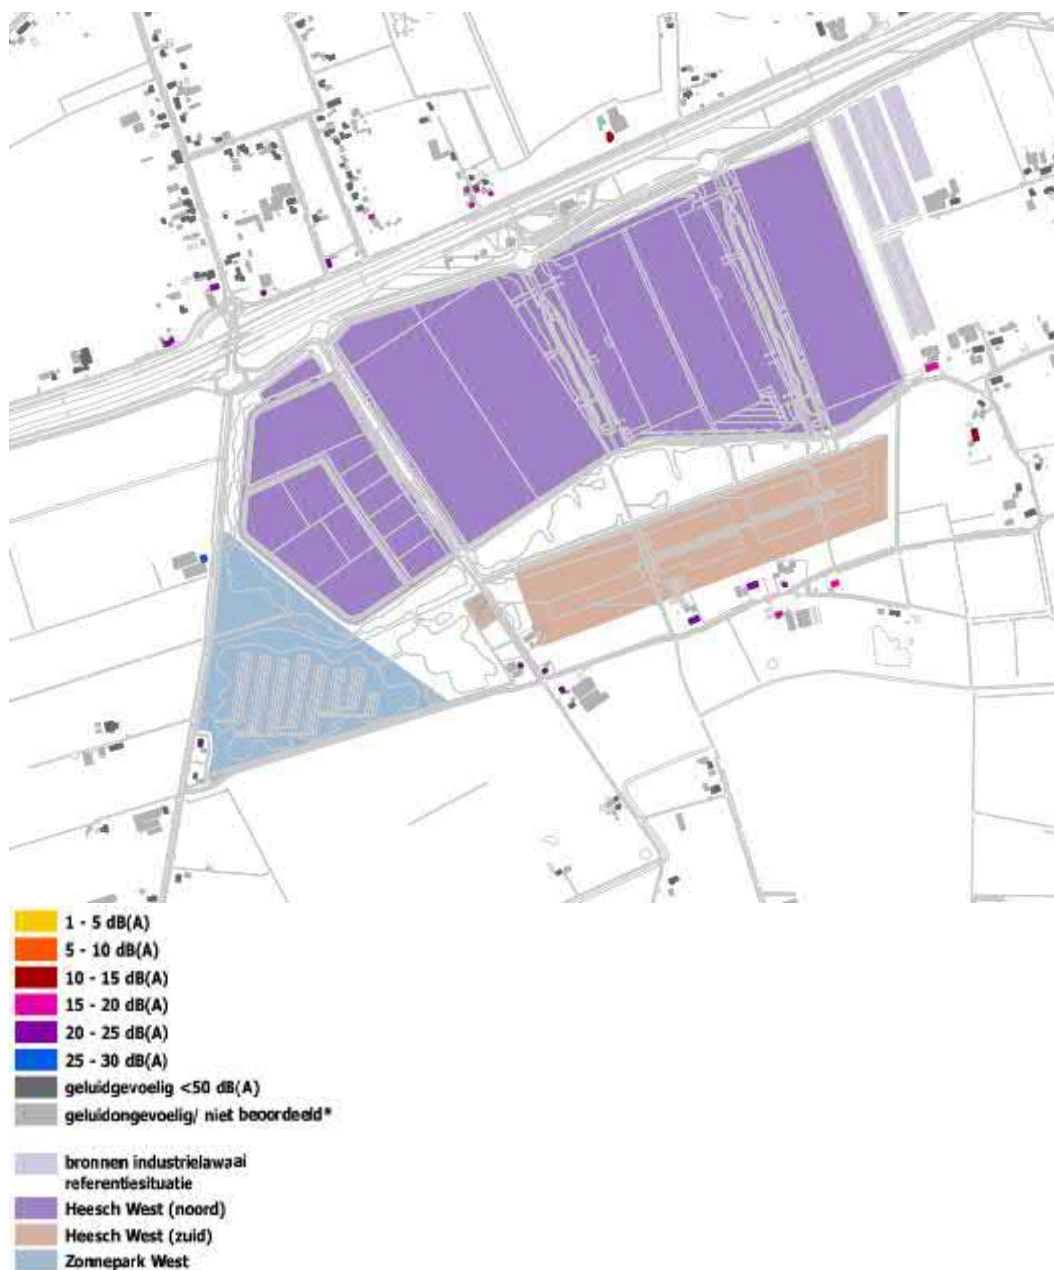 1 - 5 dB(A)
5 - 10 dB(A)
10 - 15 dB(A)
15 - 20 dB(A)
20 - 25 dB(A)
25 - 30 dB(A)
geluidgevoelig <50 dB(A)
geluidongevoelig/ niet beoordeeld*
bronnen industrielawaai
referentiesituatie
Heesch West (noord)
Heesch West (zuid)
Zonnepark West